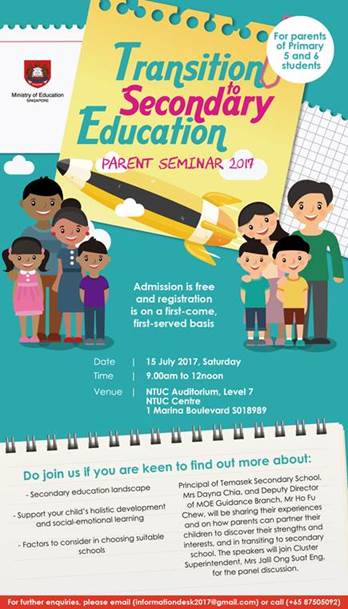 For parents
of Primary
5 and 6
students
Ministry of Education
SINGAPORE
Transition
to
Secondary
Education
PARENT SEMINAR 2017
Admission is free
and registration
is on a first-come,
first-served basis
Date | 15 July 2017, Saturday
Time | 9.00am to 12noon
Venue | NTUC Auditorium, Level 7
NTUC Centre
1 Marina Boulevard S018989
Do join us if you are keen to find out more about:
- Secondary education landscape
- Support your child's holistic development
and social-emotional learning
- Factors to consider in choosing suitable
schools
Principal of Temasek Secondary School,
Mrs Dayna Chia, and Deputy Director
of MOE Guidance Branch, Mr Ho Fu
Chew, will be sharing their experiences
and on how parents can partner their
children to discover their strengths and
interests, and in transiting to secondary
school. The speakers will join Cluster
Superintendent, Mrs Jalil Ong Suat Eng,
for the panel discussion.
For further enquiries, please email (informationdesk2017@gmail.com) or call (+65 87505092)